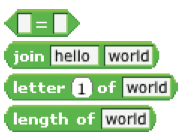 =
join hello world
letter 1 of world
length of world